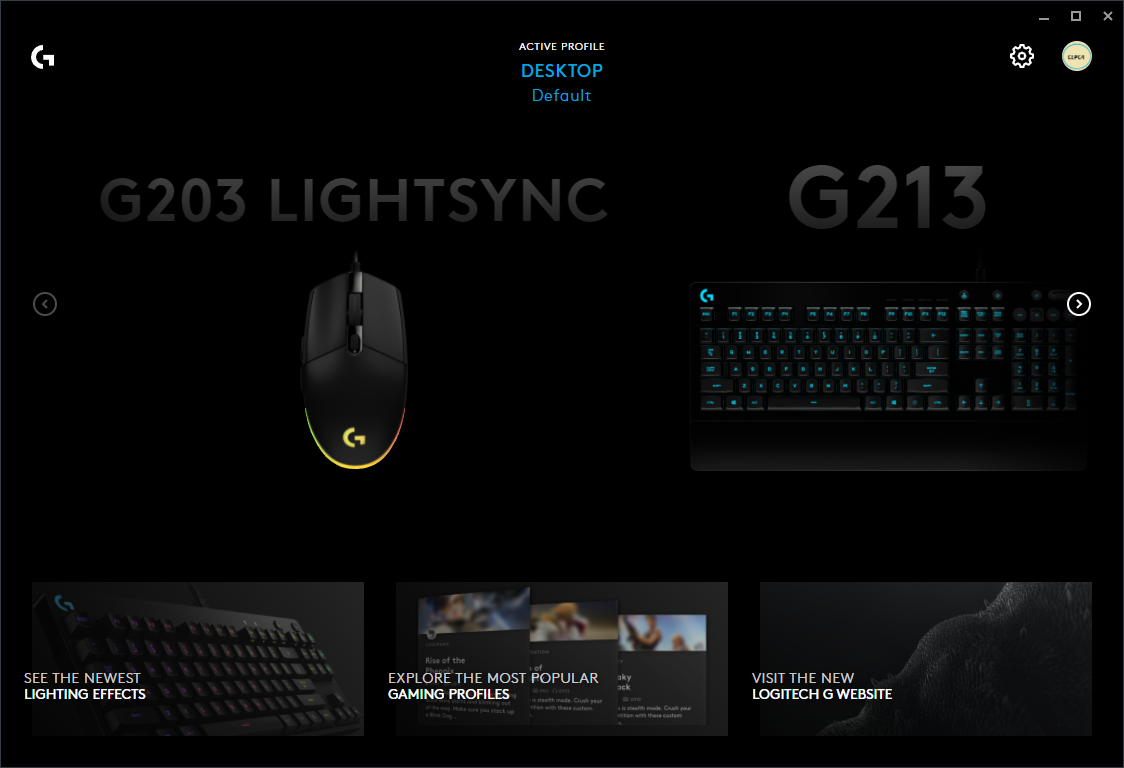 ACTIVE PROFILE
DESKTOP
Default
G203 LIGHTSYNC
G213
SEE THE NEWEST
LIGHTING EFFECTS
EXPLORE THE MOST POPULAR
GAMING PROFILES
Rise of the
VISIT THE NEW
LOGITECH G WEBSITE